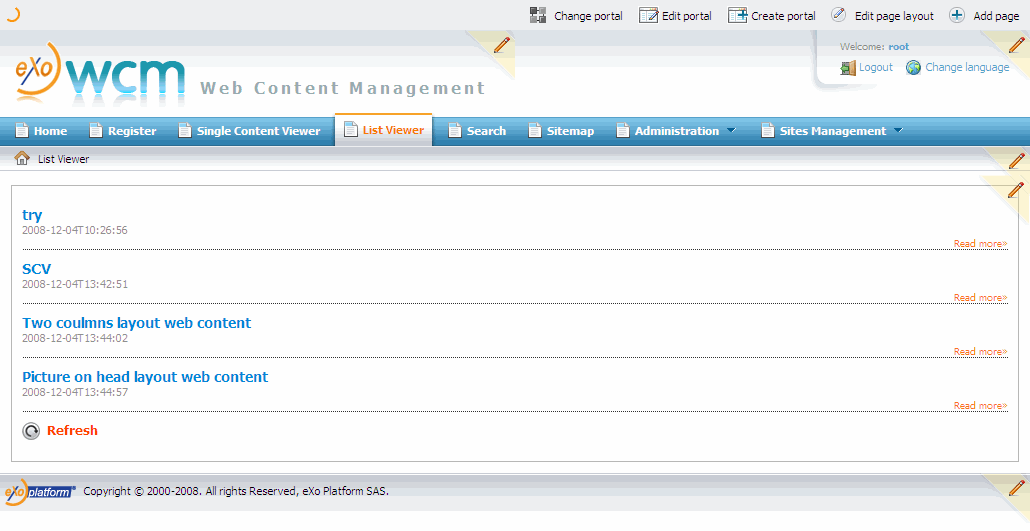 Change portal Edit portal Create portal Edit page layout Add page
Welcome: root
Logout Change language
eXo wcm Web Content Management
Home Register Single Content Viewer List Viewer Search Sitemap Administration Sites Management
List Viewer
try
2008-12-04T10:26:56
Read more»
SCV
2008-12-04T13:42:51
Read more»
Two coulmns layout web content
2008-12-04T13:44:02
Read more»
Picture on head layout web content
2008-12-04T13:44:57
Read more»
Refresh
eXo platform Copyright © 2000-2008. All rights Reserved, eXo Platform SAS.